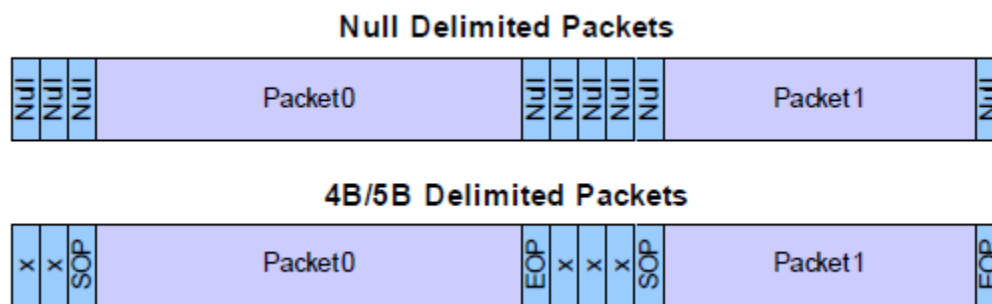 Null Delimited Packets
Null Null Null Packet0 Null Null Null Null Null Packet1 Null
4B/5B Delimited Packets
x x SOP Packet0 EOP x x x SOP Packet1 EOP